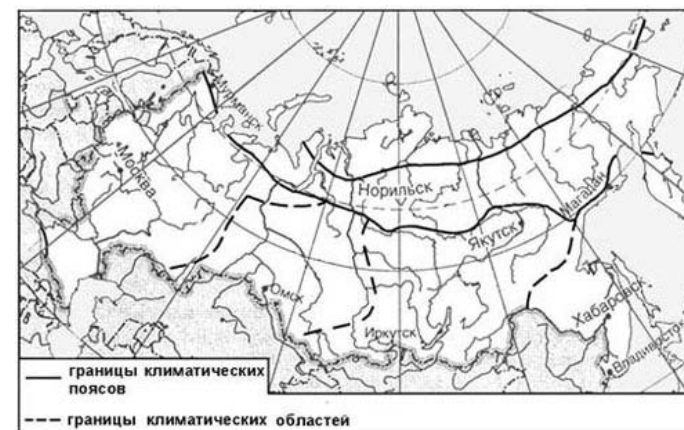 Мурманск
Москва
Норильск
Магадан
Якутск
Омск
Иркутск
Хабаровск
Владивосток
границы климатических
поясов
границы климатических областей